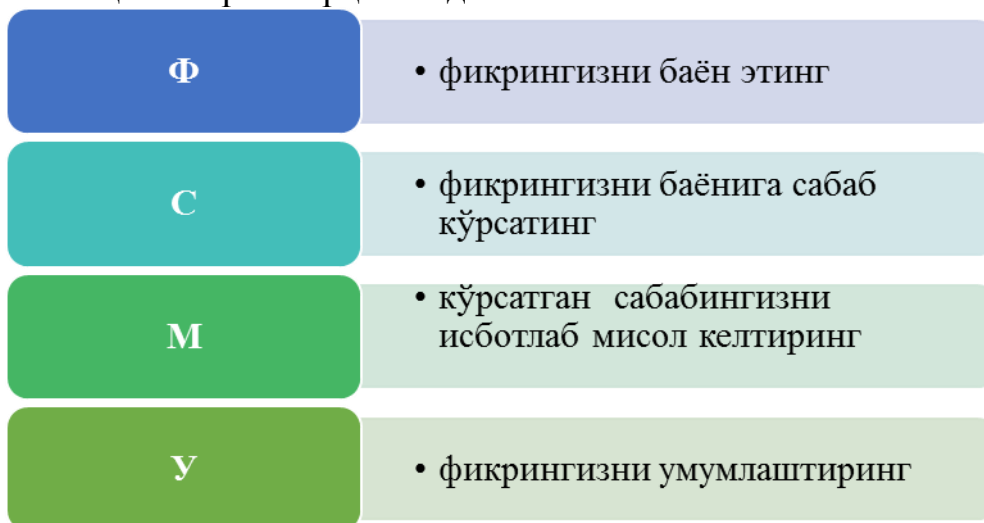 Ф
• фикрингизни баён этинг
С
• фикрингизни баёнига сабаб
кўрсатинг
М
• кўрсатган сабабингизни
исботлаб мисол келтиринг
У
• фикрингизни умумлаштиринг